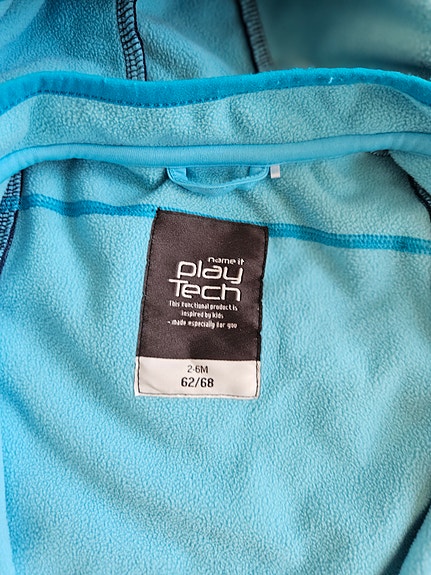 name it
play
Tech
This functional product is
inspired by kids
- made especially for you
2-6M
62/68